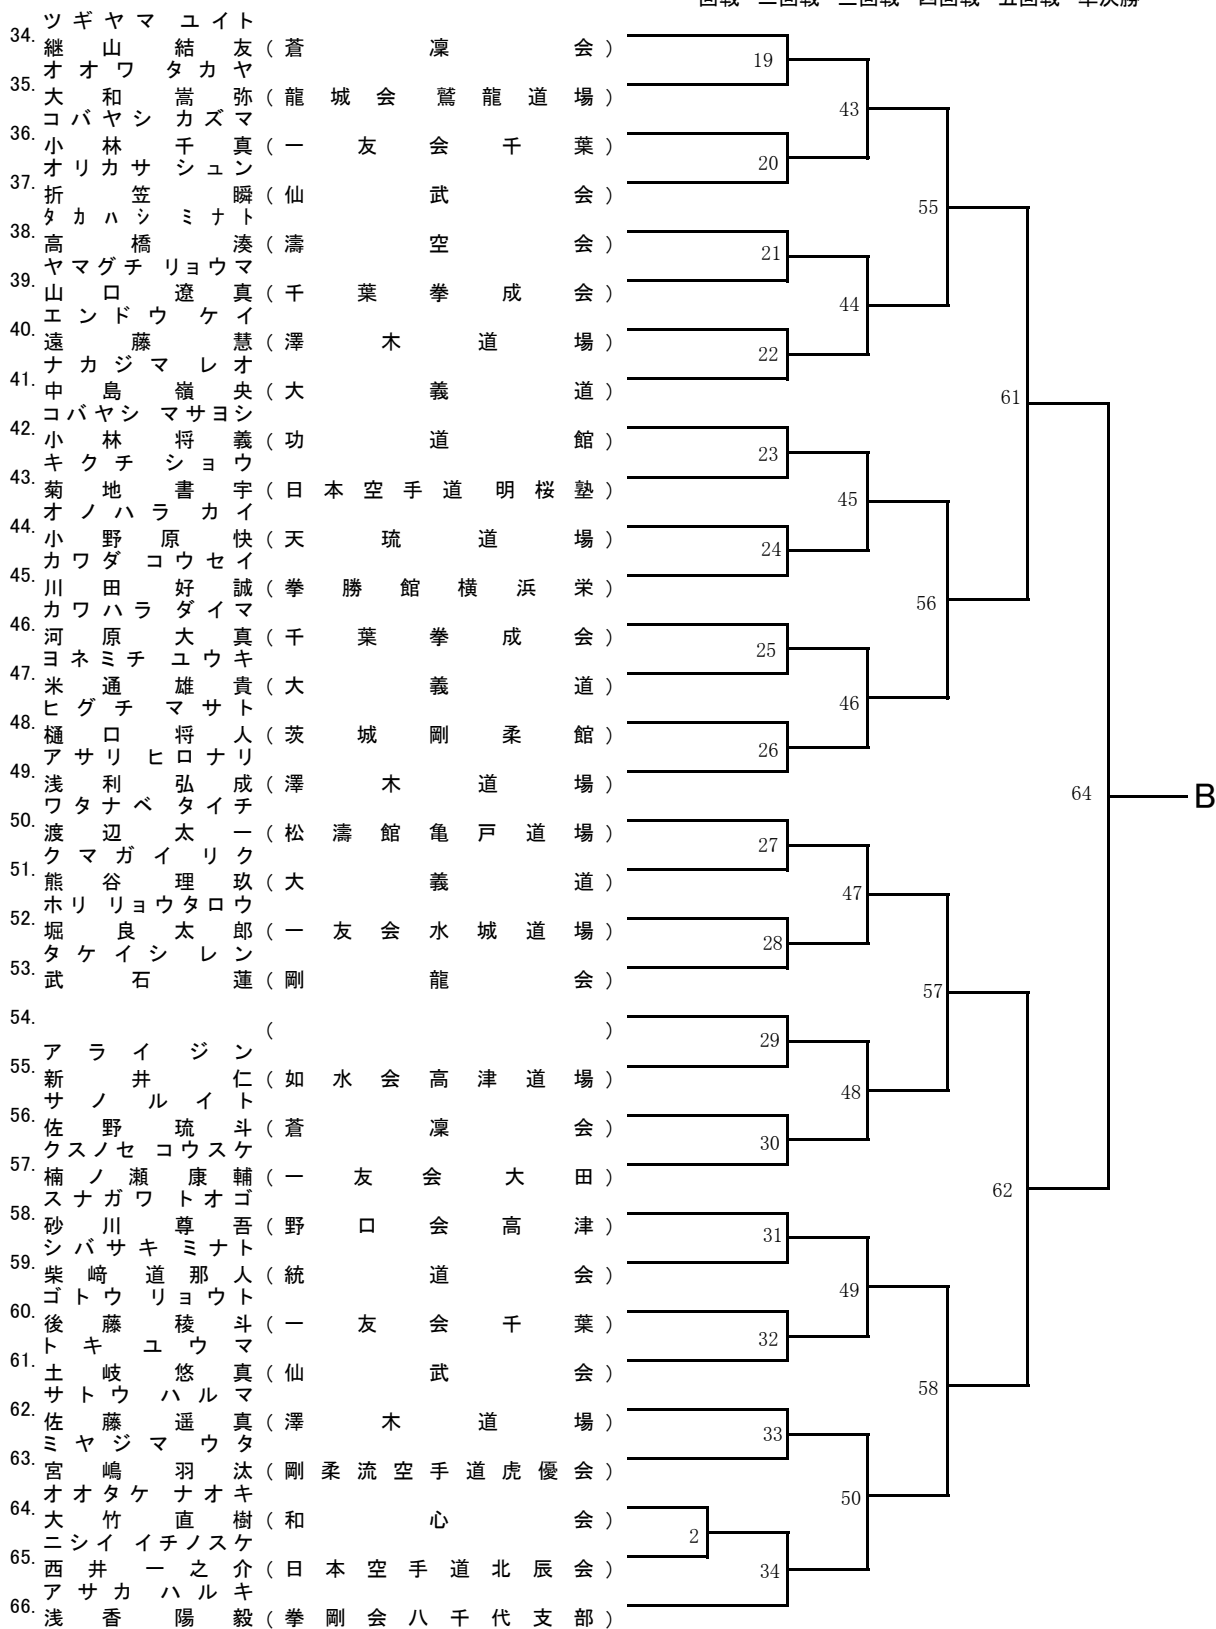 回戦 二回戦 三回戦 四回戦 五回戦 準決勝
ツギヤマ ユイト
34. 継山結友 (蒼凜会) 19
オオワ タカヤ
35. 大和嵩弥 (龍城会 鷲龍道場) 43
コバヤシ カズマ
36. 小林千真 (一友会千葉) 20
オリカサ シュン
37. 折笠瞬 (仙武会) 55
タカハシ ミナト
38. 高橋湊 (濤空会) 21
ヤマグチ リョウマ
39. 山口遼真 (千葉拳成会) 44
エンドウ ケイ
40. 遠藤慧 (澤木道場) 22
ナカジマ レオ
41. 中島嶺央 (大義道) 61
コバヤシ マサヨシ
42. 小林将義 (功道館) 23
キクチ ショウ
43. 菊地書宇 (日本空手道 明桜塾) 45
オノハラ カイ
44. 小野原快 (天琉道場) 24
カワダ コウセイ
45. 川田好誠 (拳勝館横浜栄) 56
カワハラ ダイマ
46. 河原大真 (千葉拳成会) 25
ヨネミチ ユウキ
47. 米通雄貴 (大義道) 46
ヒグチ マサト
48. 樋口将人 (茨城剛柔館) 26
アサリ ヒロナリ
49. 浅利弘成 (澤木道場) 64 B
ワタナベ タイチ
50. 渡辺太一 (松濤館亀戸道場) 27
クマガイ リク
51. 熊谷理玖 (大義道) 47
ホリ リョウタロウ
52. 堀良太郎 (一友会水城道場) 28
タケイシ レン
53. 武石蓮 (剛龍会) 57
54. ( ) 29
アライ ジン
55. 新井仁 (如水会高津道場) 48
サノ ルイト
56. 佐野琉斗 (蒼凜会) 30
クスノセ コウスケ
57. 楠ノ瀬康輔 (一友会大田) 62
スナガワ トオゴ
58. 砂川尊吾 (野口会高津) 31
シバサキ ミナト
59. 柴﨑道那人 (統道会) 49
ゴトウ リョウト
60. 後藤稜斗 (一友会千葉) 32
トキ ユウマ
61. 土岐悠真 (仙武会) 58
サトウ ハルマ
62. 佐藤遥真 (澤木道場) 33
ミヤジマ ウタ
63. 宮嶋羽汰 (剛柔流空手道虎優会) 50
オオタケ ナオキ
64. 大竹直樹 (和心会) 2
ニシイ イチノスケ
65. 西井一之介 (日本空手道北辰会) 34
アサカ ハルキ
66. 浅香陽毅 (拳剛会八千代支部)